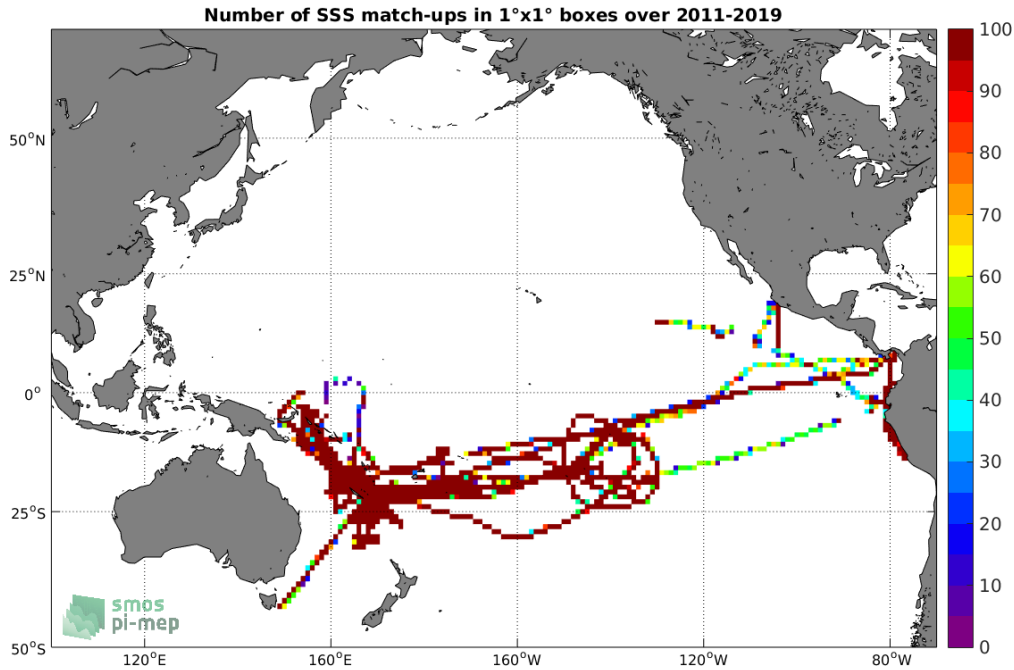 Number of SSS match-ups in 1°x1° boxes over 2011-2019
100
90
80
70
60
50
40
30
20
10
0
50°N
25°N
0°
25°S
50°S
120°E
160°E
160°W
120°W
80°W
smos
pi-mep